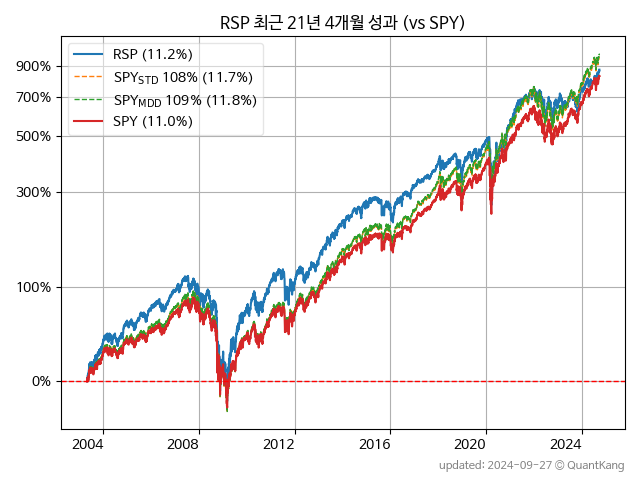 RSP 최근 21년 4개월 성과 (vs SPY)
RSP (11.2%)
SPY_STD 108% (11.7%)
SPY_MDD 109% (11.8%)
SPY (11.0%)
900%
700%
500%
300%
100%
0%
2004 2008 2012 2016 2020 2024
updated: 2024-09-27 © QuantKang